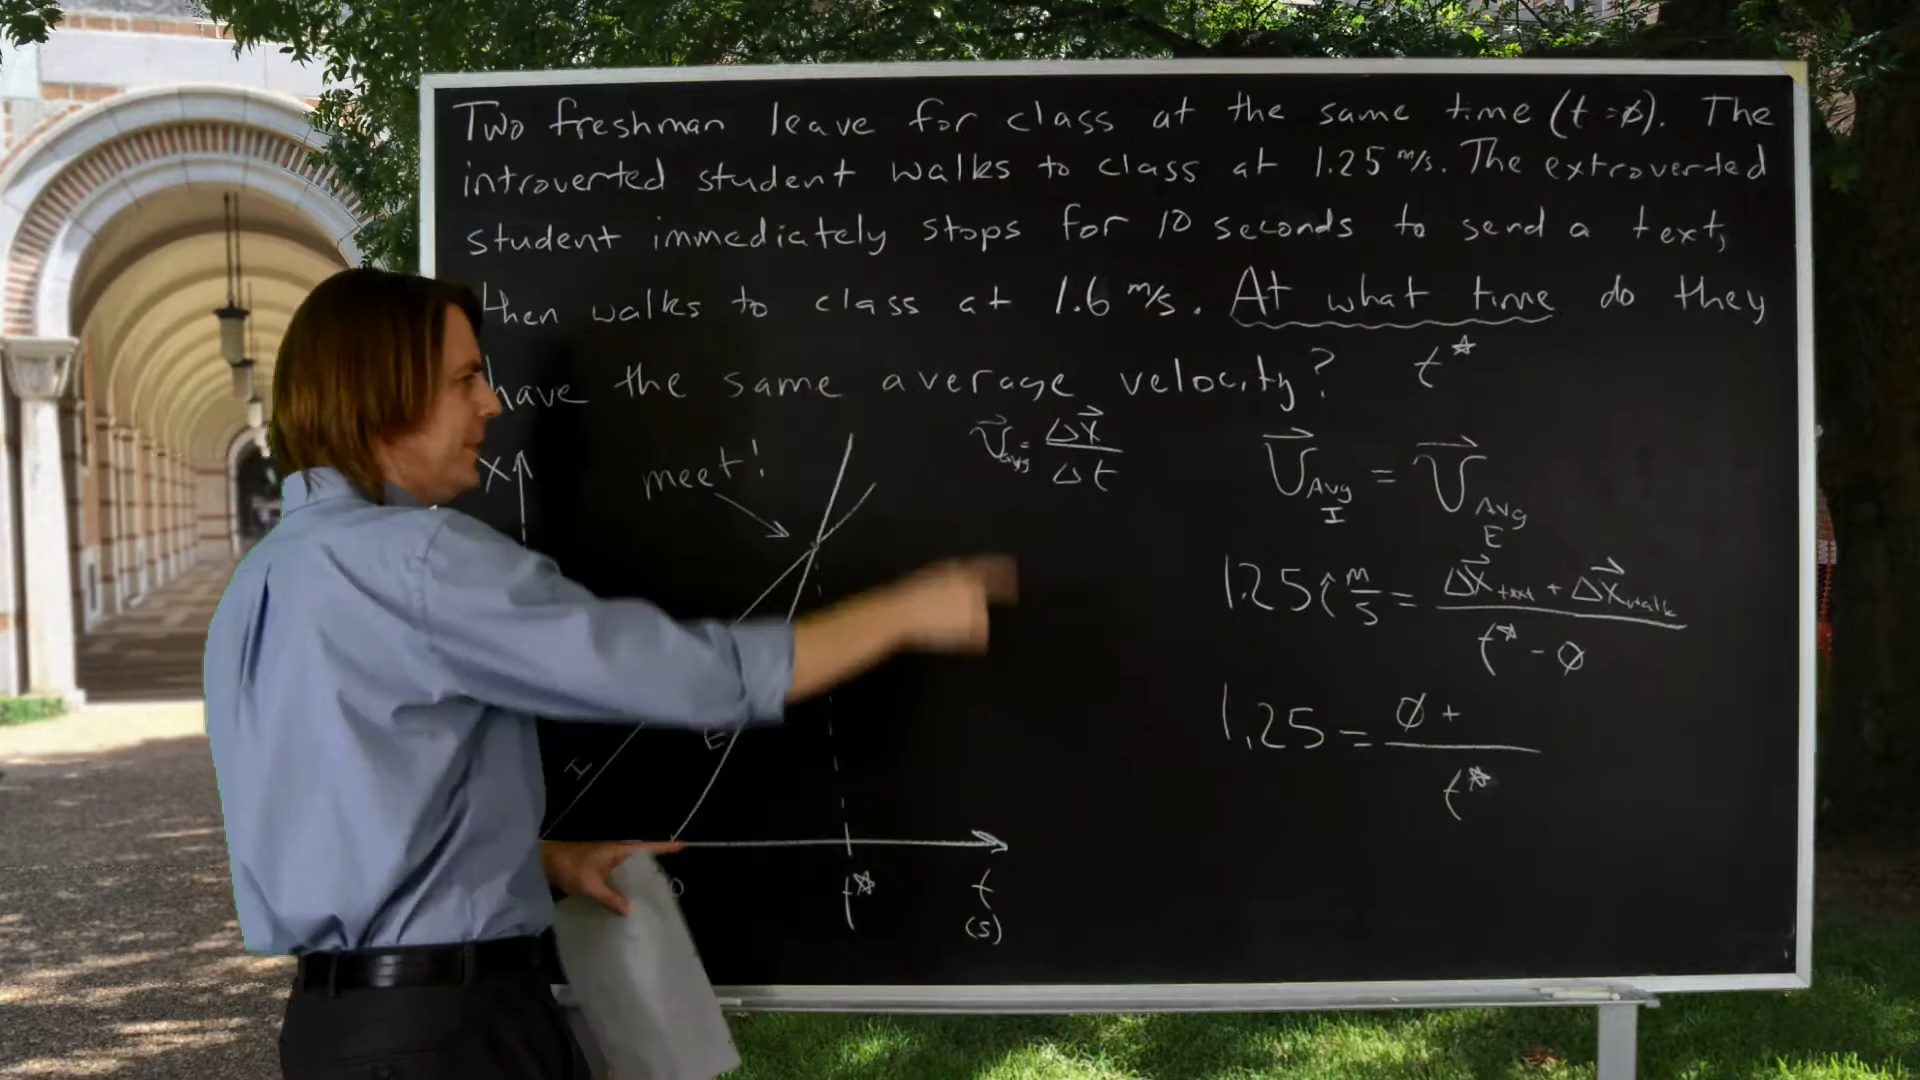 Two freshman leave for class at the same time (t=∅). The
introverted student walks to class at 1.25 m/s. The extroverted
student immediately stops for 10 seconds to send a text,
then walks to class at 1.6 m/s. At what time do they
have the same average velocity? t*
v⃗avg = Δx⃗ / Δt
v⃗Avg I = v⃗Avg E
X
meet!
1.25 î m/s = (Δx⃗text + Δx⃗walk) / (t* - ∅)
1.25 = ∅ + / t*
E
I
t*
t
(s)